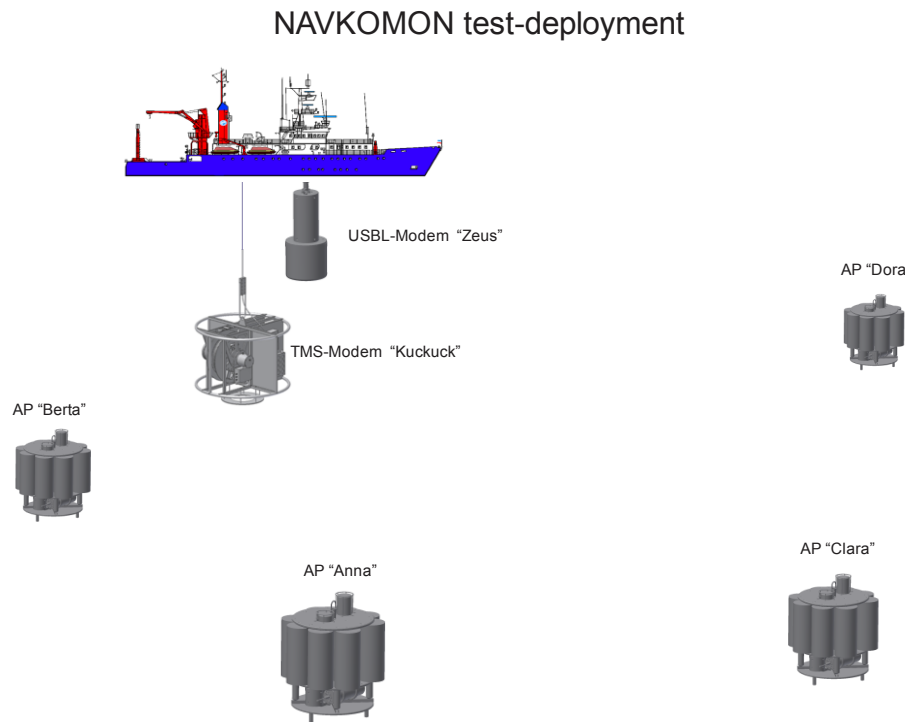 NAVKOMON test-deployment
USBL-Modem “Zeus”
AP “Dora
TMS-Modem “Kuckuck”
AP “Berta”
AP “Clara”
AP “Anna”